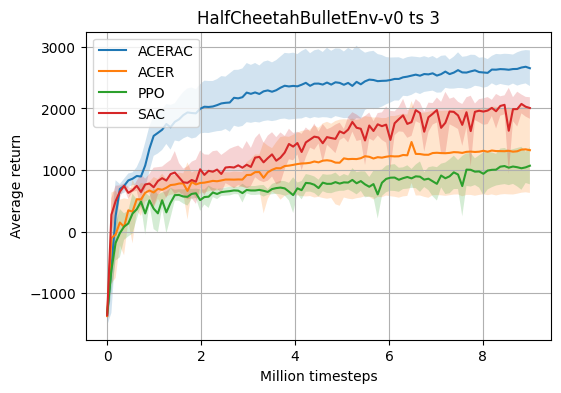 HalfCheetahBulletEnv-v0 ts 3
Average return
3000
2000
1000
0
−1000
ACERAC
ACER
PPO
SAC
0 2 4 6 8
Million timesteps